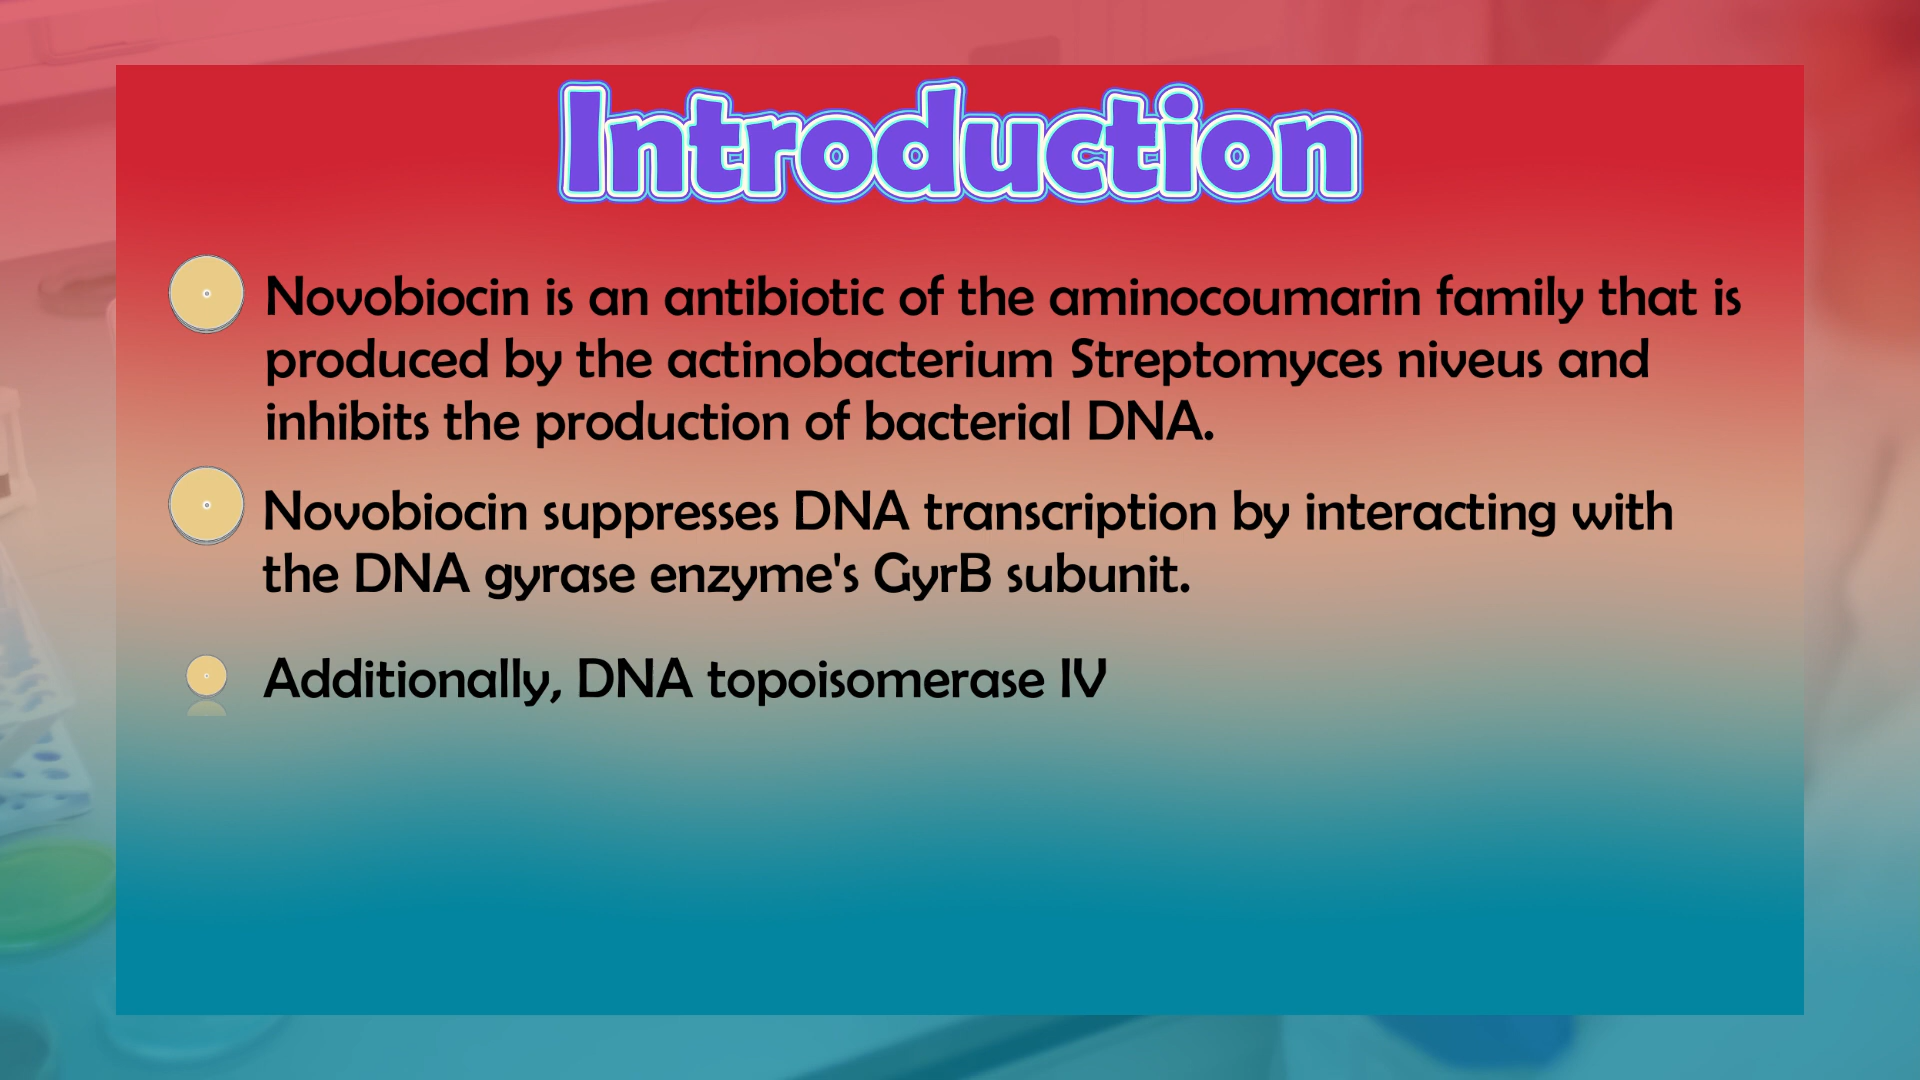 Introduction
Novobiocin is an antibiotic of the aminocoumarin family that is
produced by the actinobacterium Streptomyces niveus and
inhibits the production of bacterial DNA.
Novobiocin suppresses DNA transcription by interacting with
the DNA gyrase enzyme's GyrB subunit.
Additionally, DNA topoisomerase IV